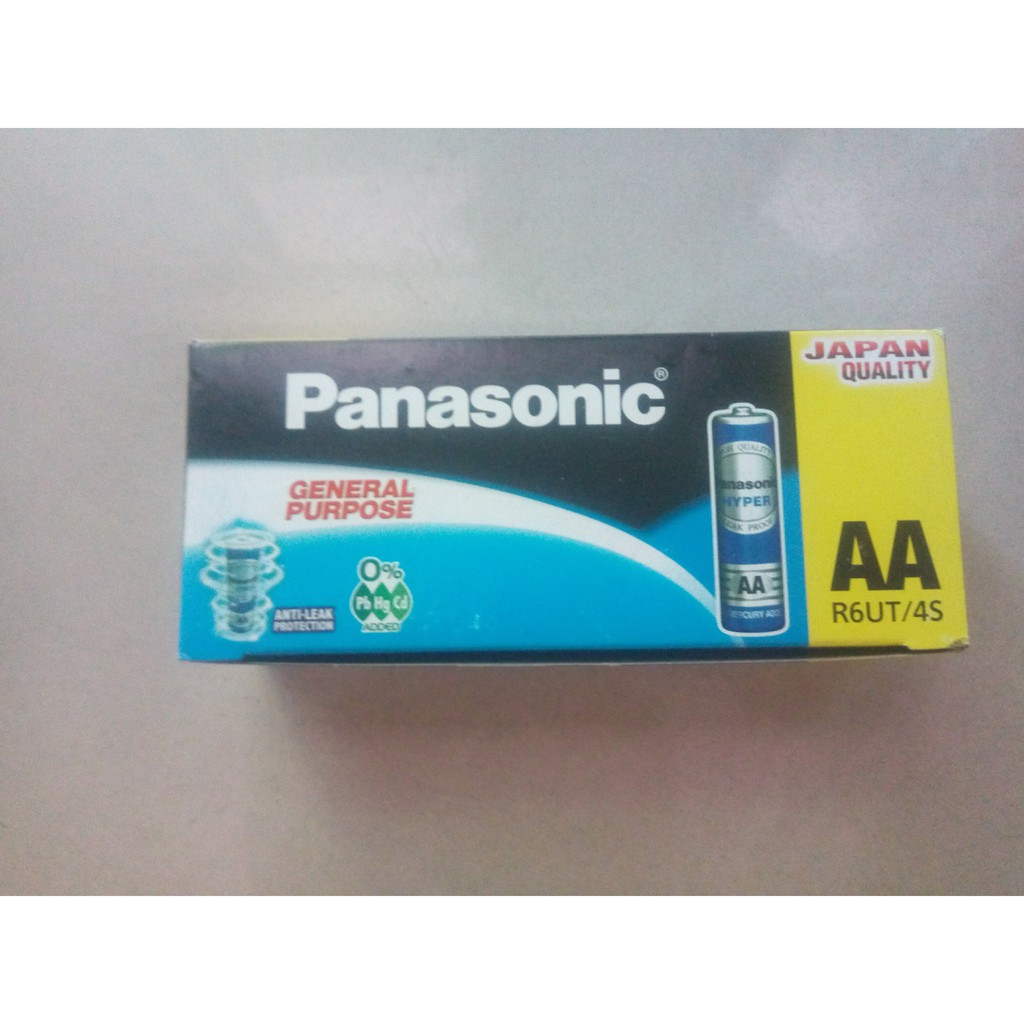 Panasonic®
JAPAN
QUALITY
GENERAL
PURPOSE
Panasonic
HYPER
AA
AA
R6UT/4S
0%
Pb Hg Cd
ADDED
ANTI-LEAK
PROTECTION